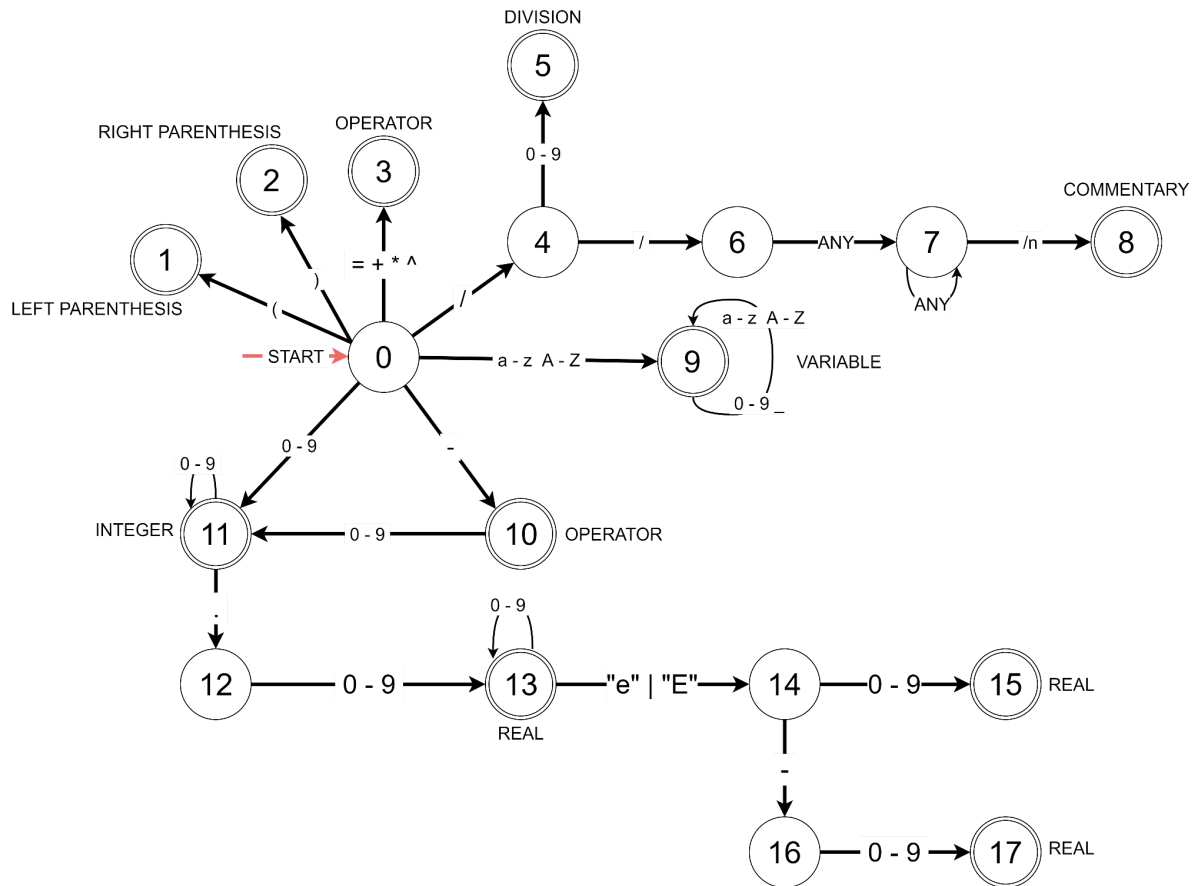 DIVISION
5
RIGHT PARENTHESIS
OPERATOR
2
3
0 - 9
COMMENTARY
1
4
/
6
ANY
7
/n
8
)
= + * ^
LEFT PARENTHESIS
(
/
ANY
START
0
a - z A - Z
a - z A - Z
9
VARIABLE
0 - 9 _
0 - 9
-
0 - 9
INTEGER
11
0 - 9
10
OPERATOR
.
0 - 9
12
0 - 9
13
"e" | "E"
14
0 - 9
15
REAL
REAL
-
16
0 - 9
17
REAL